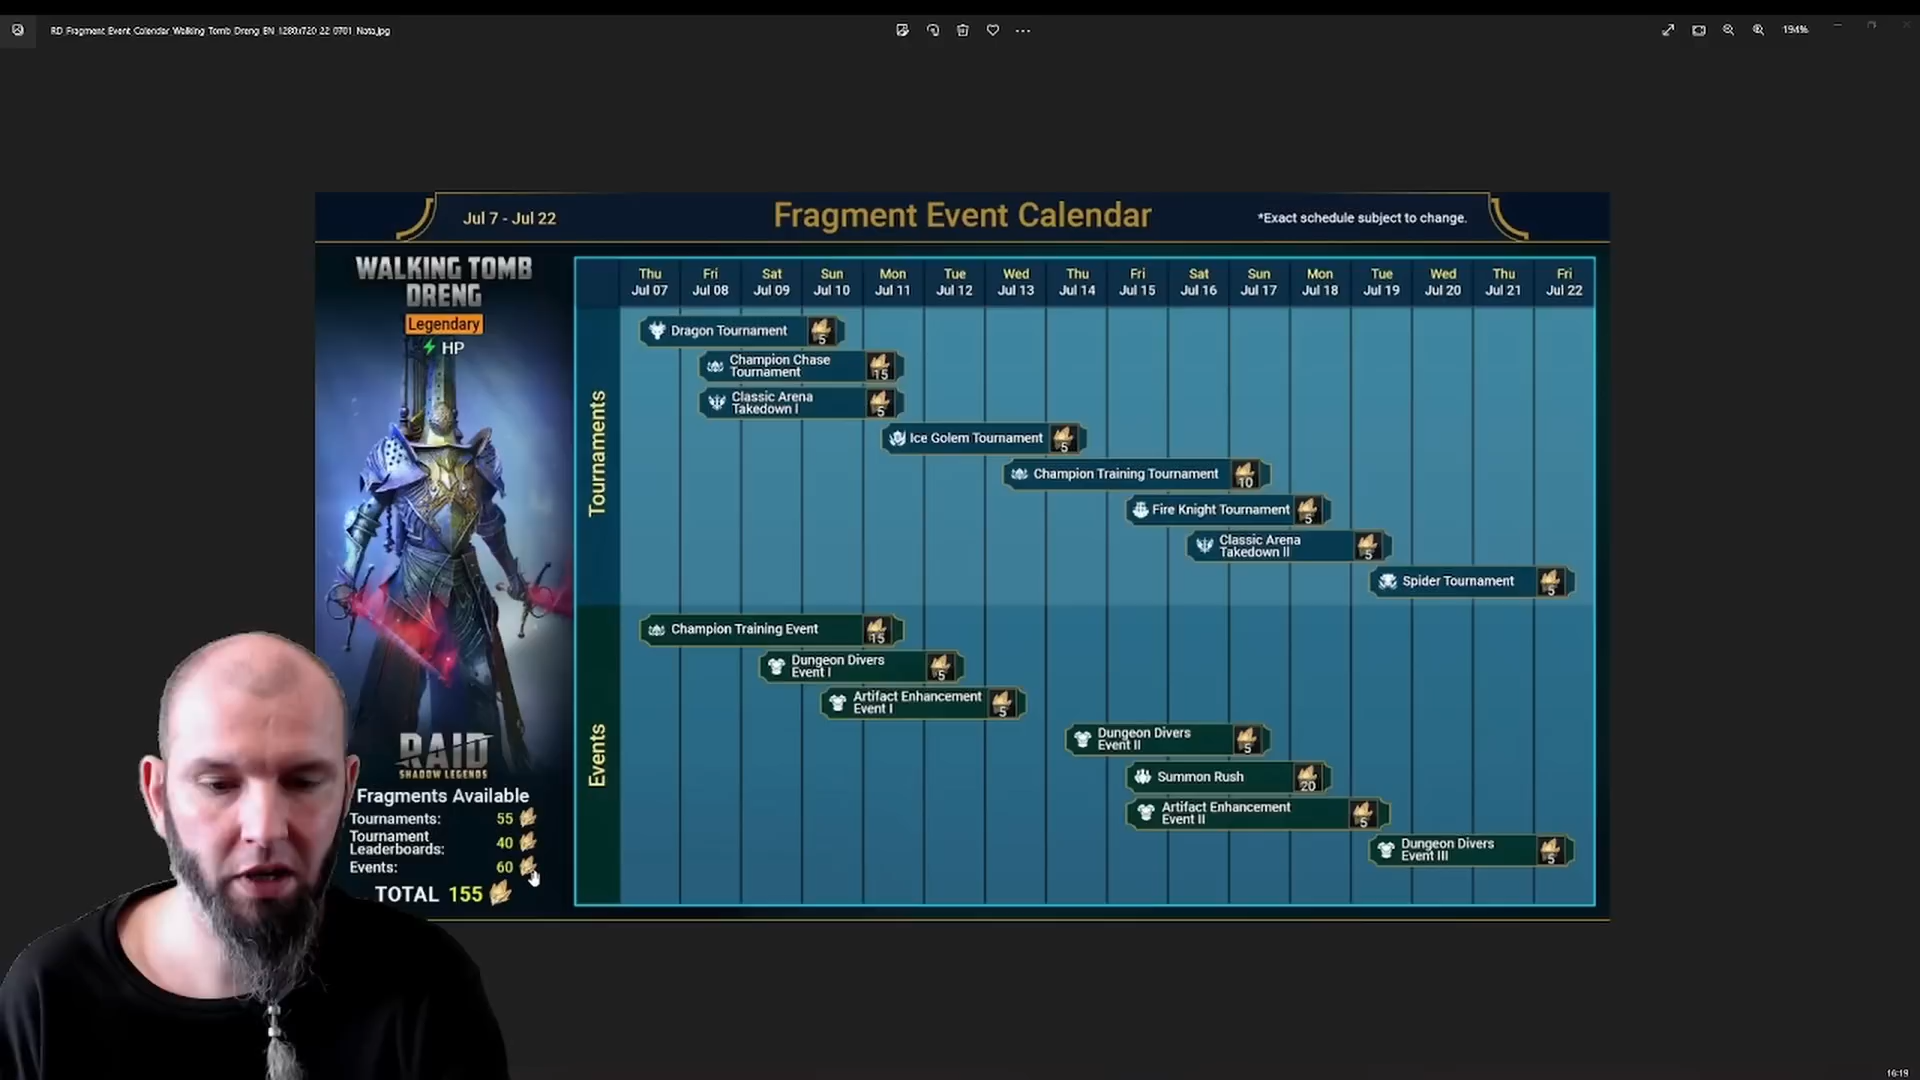 RD_Fragment_Event_Calendar_Walking_Tomb_Dreng_EN_1280x720_22_0701_Nata.jpg
194%
Jul 7 - Jul 22
Fragment Event Calendar
*Exact schedule subject to change.
WALKING TOMB
DRENG
Legendary
HP
Thu Fri Sat Sun Mon Tue Wed Thu Fri Sat Sun Mon Tue Wed Thu Fri
Jul 07 Jul 08 Jul 09 Jul 10 Jul 11 Jul 12 Jul 13 Jul 14 Jul 15 Jul 16 Jul 17 Jul 18 Jul 19 Jul 20 Jul 21 Jul 22
Tournaments
Dragon Tournament 5
Champion Chase
Tournament 15
Classic Arena
Takedown I 5
Ice Golem Tournament 5
Champion Training Tournament 10
Fire Knight Tournament 5
Classic Arena
Takedown II 5
Spider Tournament 5
Events
Champion Training Event 15
Dungeon Divers
Event I 5
Artifact Enhancement
Event I 5
Dungeon Divers
Event II 5
Summon Rush 20
Artifact Enhancement
Event II 5
Dungeon Divers
Event III 5
RAID
SHADOW LEGENDS
Fragments Available
Tournaments: 55
Tournament
Leaderboards: 40
Events: 60
TOTAL 155
16:19